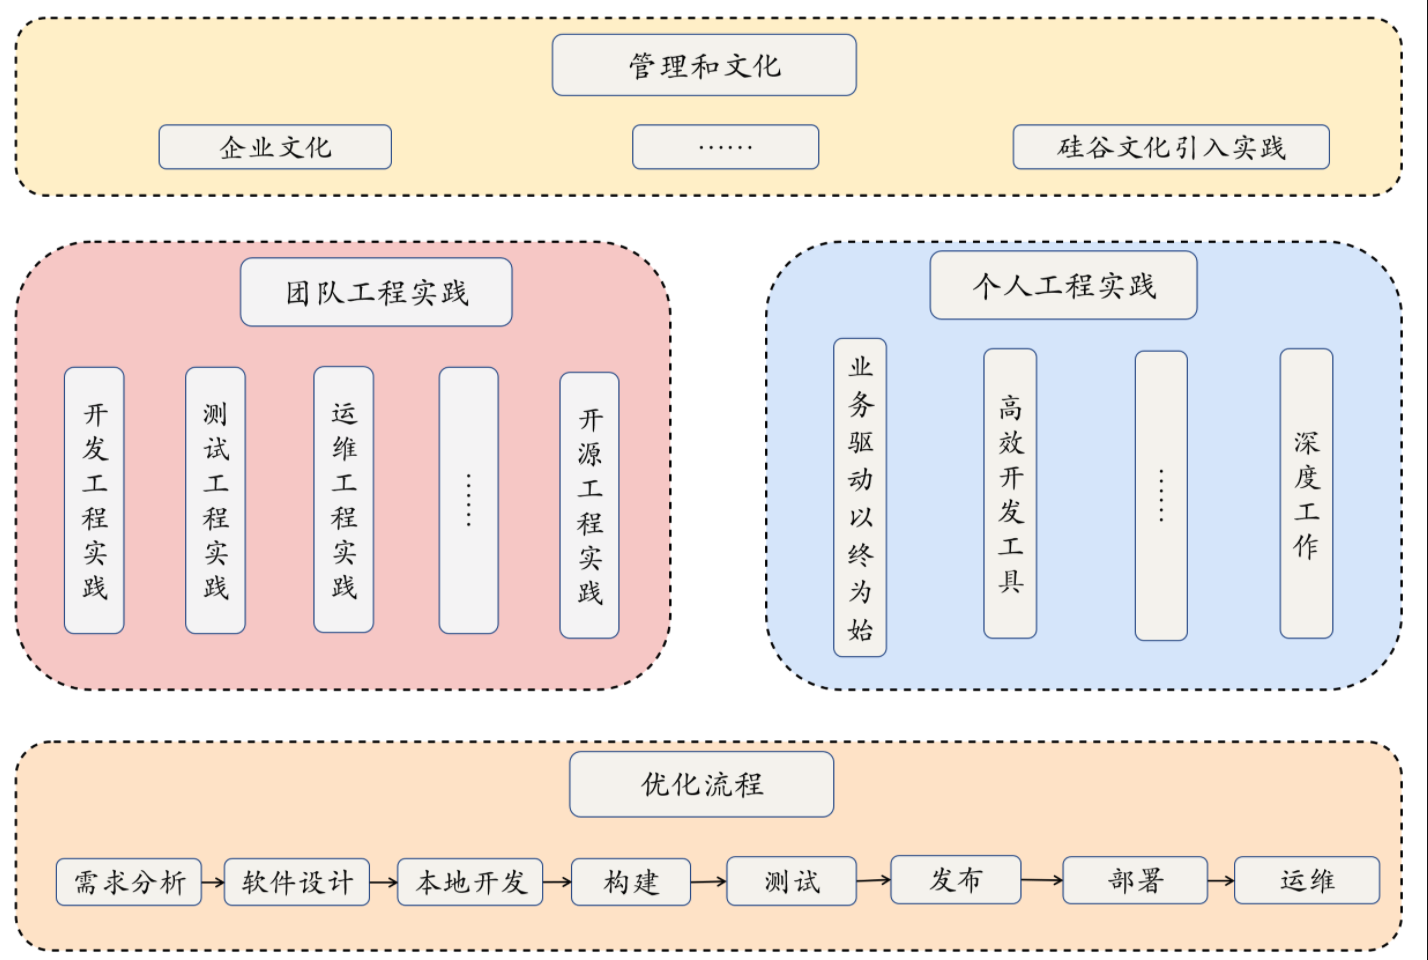 管理和文化
企业文化
……
硅谷文化引入实践
团队工程实践
开发工程实践
测试工程实践
运维工程实践
……
开源工程实践
个人工程实践
业务驱动以终为始
高效开发工具
……
深度工作
优化流程
需求分析
软件设计
本地开发
构建
测试
发布
部署
运维